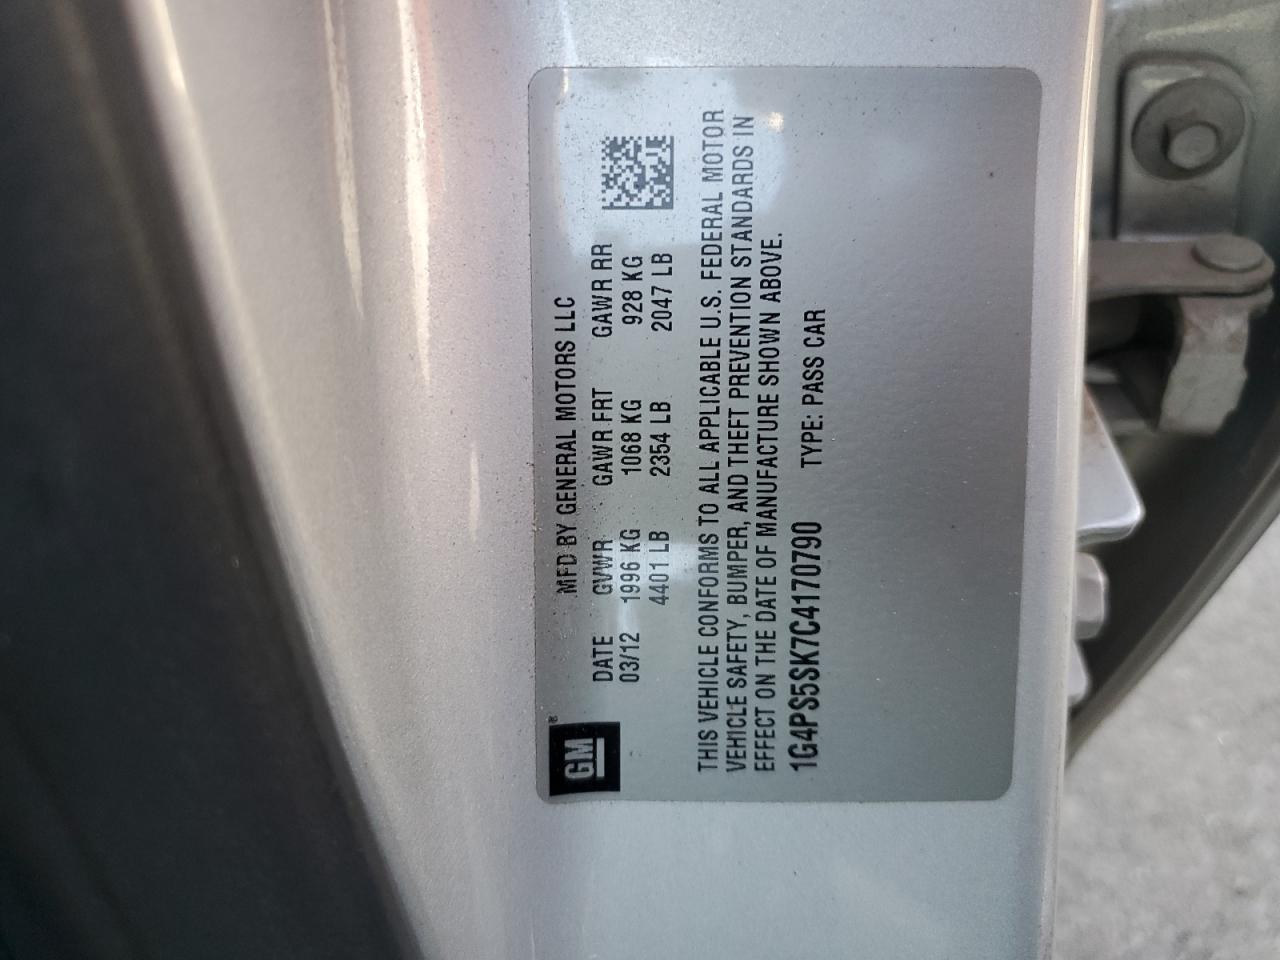 GM®
MFD BY GENERAL MOTORS LLC
DATE GVWR GAWR FRT GAWR RR
03/12 1996 KG 1068 KG 928 KG
4401 LB 2354 LB 2047 LB
THIS VEHICLE CONFORMS TO ALL APPLICABLE U.S. FEDERAL MOTOR
VEHICLE SAFETY, BUMPER, AND THEFT PREVENTION STANDARDS IN
EFFECT ON THE DATE OF MANUFACTURE SHOWN ABOVE.
1G4PS5SK7C4170790 TYPE: PASS CAR